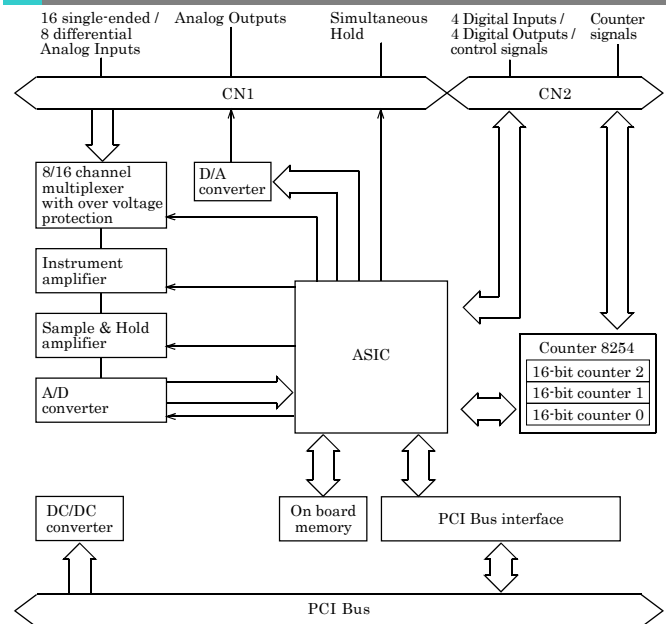 16 single-ended /
8 differential
Analog Inputs
Analog Outputs
Simultaneous
Hold
4 Digital Inputs /
4 Digital Outputs /
control signals
Counter
signals
CN1
CN2
8/16 channel
multiplexer
with over voltage
protection
D/A
converter
Instrument
amplifier
Sample & Hold
amplifier
A/D
converter
ASIC
Counter 8254
16-bit counter 2
16-bit counter 1
16-bit counter 0
DC/DC
converter
On board
memory
PCI Bus interface
PCI Bus